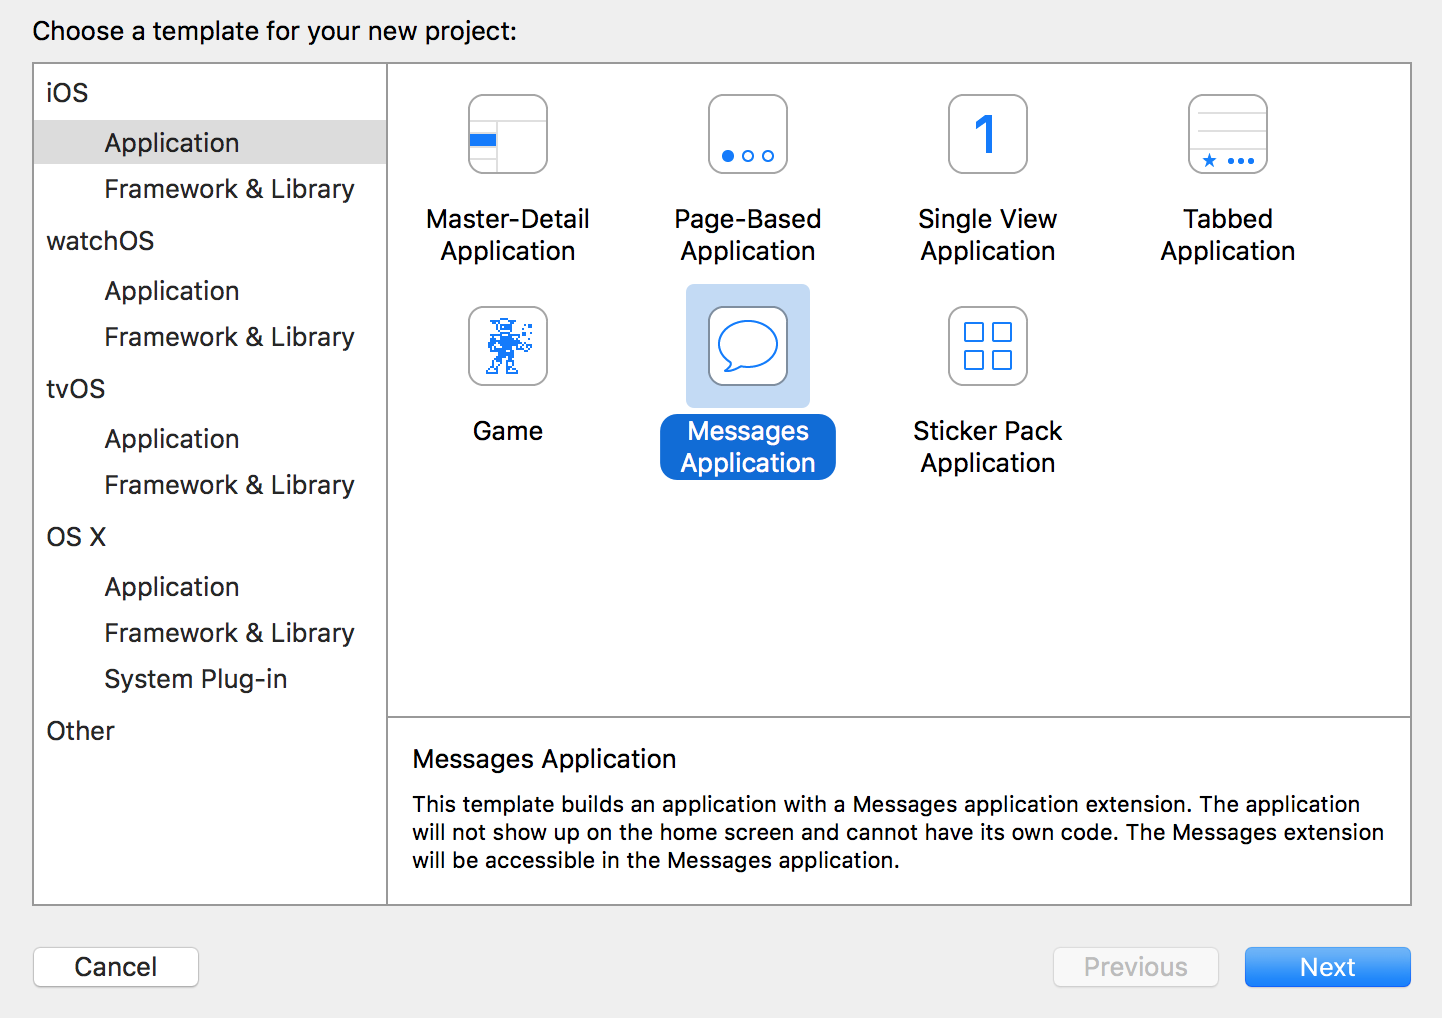 Choose a template for your new project:
iOS
Application
Framework & Library
watchOS
Application
Framework & Library
tvOS
Application
Framework & Library
OS X
Application
Framework & Library
System Plug-in
Other
Master-Detail
Application
Page-Based
Application
1
Single View
Application
Tabbed
Application
Game
Messages
Application
Sticker Pack
Application
Messages Application
This template builds an application with a Messages application extension. The application
will not show up on the home screen and cannot have its own code. The Messages extension
will be accessible in the Messages application.
Cancel
Previous
Next